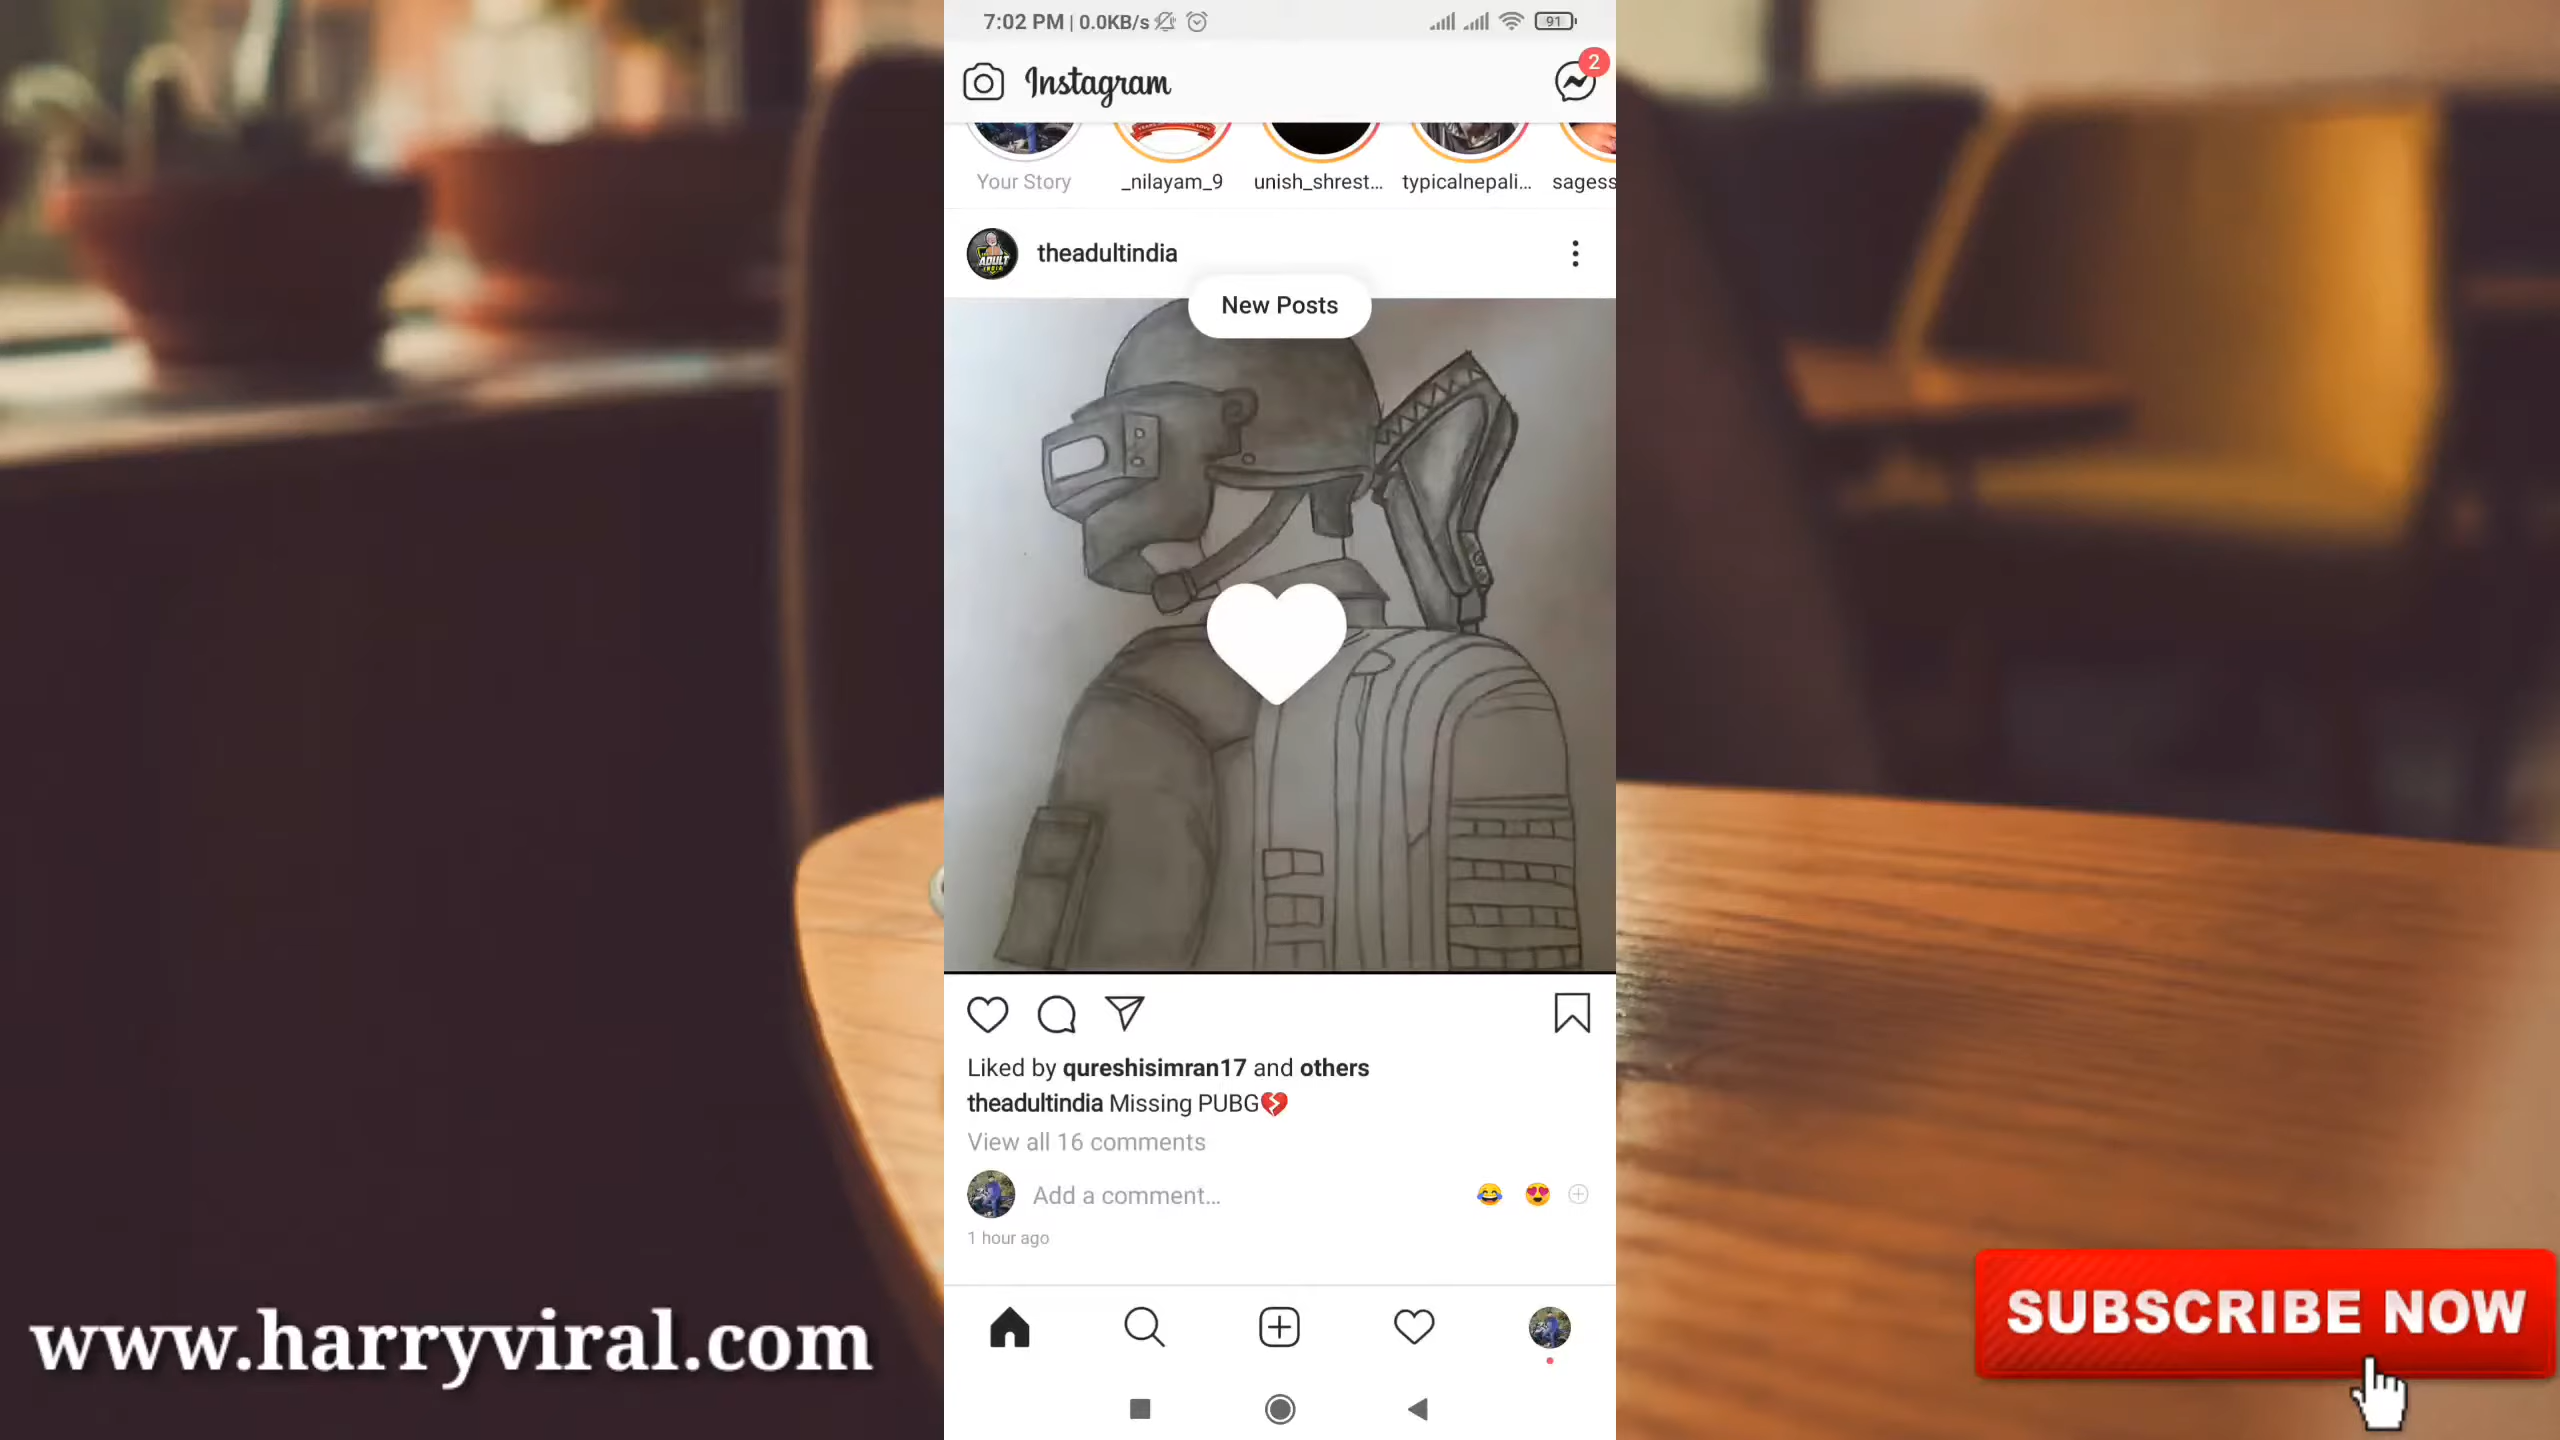 7:02 PM | 0.0KB/s
91
Instagram
2
Your Story
_nilayam_9
unish_shrest...
typicalnepali...
sagess
ADULT
INDIA
theadultindia
New Posts
Liked by qureshisimran17 and others
theadultindia Missing PUBG💔
View all 16 comments
Add a comment...
😂 😍
1 hour ago
www.harryviral.com
SUBSCRIBE NOW